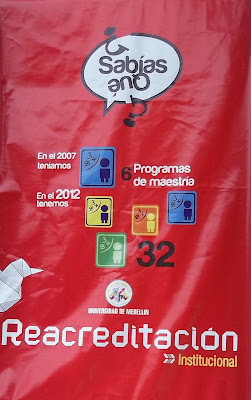 ¿
Sabías
Que
?
En el 2007
teníamos
6
Programas
de maestría
En el 2012
tenemos
32
UNIVERSIDAD DE MEDELLIN
Reacreditación
Institucional